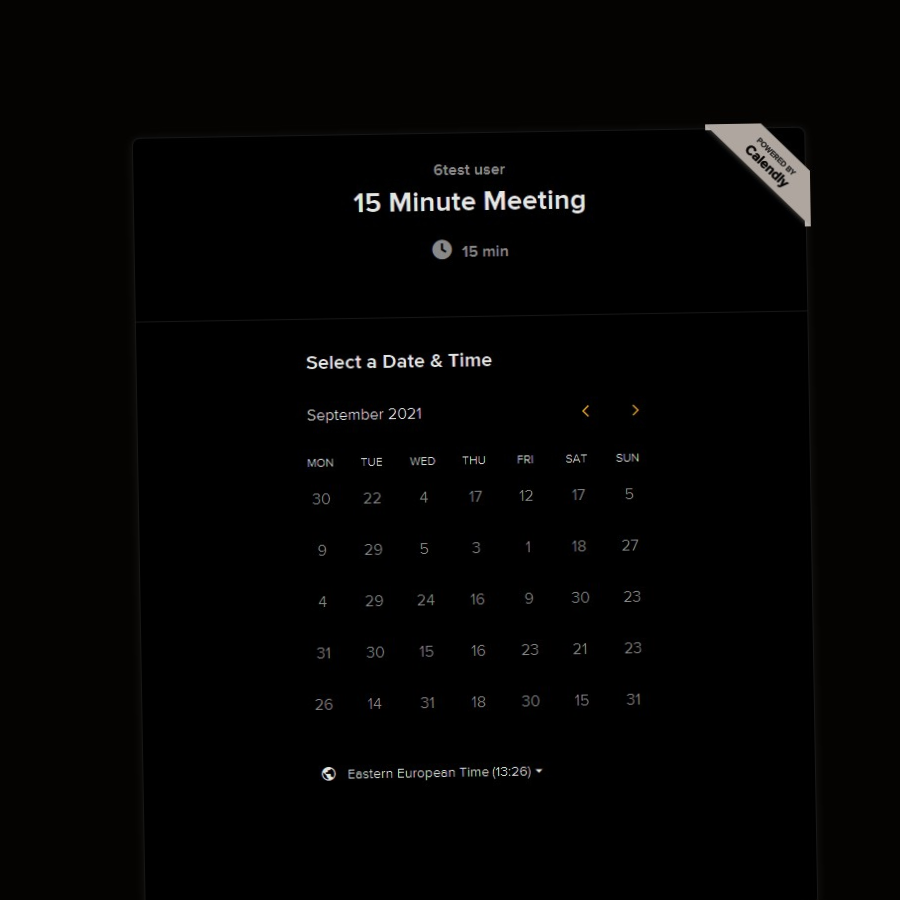 POWERED BY
Calendly
6test user
15 Minute Meeting
15 min
Select a Date & Time
September 2021
MON TUE WED THU FRI SAT SUN
30 22 4 17 12 17 5
9 29 5 3 1 18 27
4 29 24 16 9 30 23
31 30 15 16 23 21 23
26 14 31 18 30 15 31
Eastern European Time (13:26)